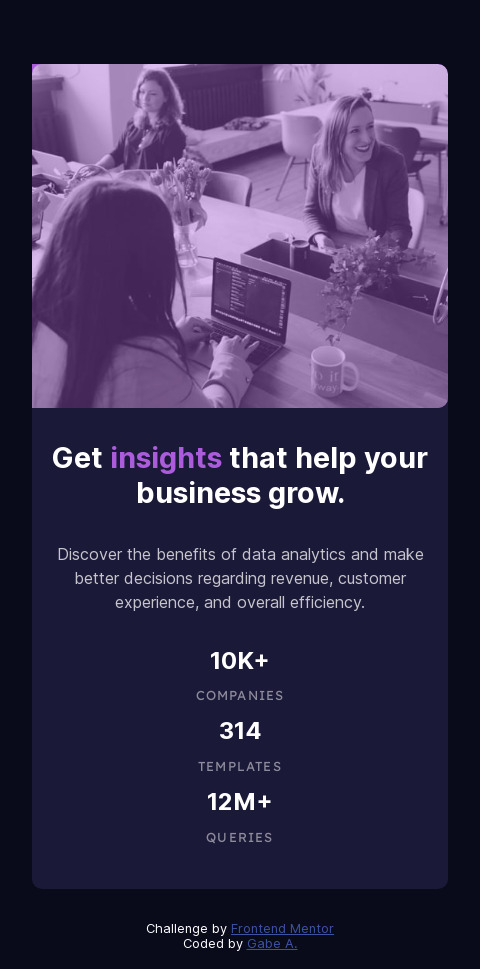 Get insights that help your
business grow.
Discover the benefits of data analytics and make
better decisions regarding revenue, customer
experience, and overall efficiency.
10K+
COMPANIES
314
TEMPLATES
12M+
QUERIES
Challenge by Frontend Mentor
Coded by Gabe A.